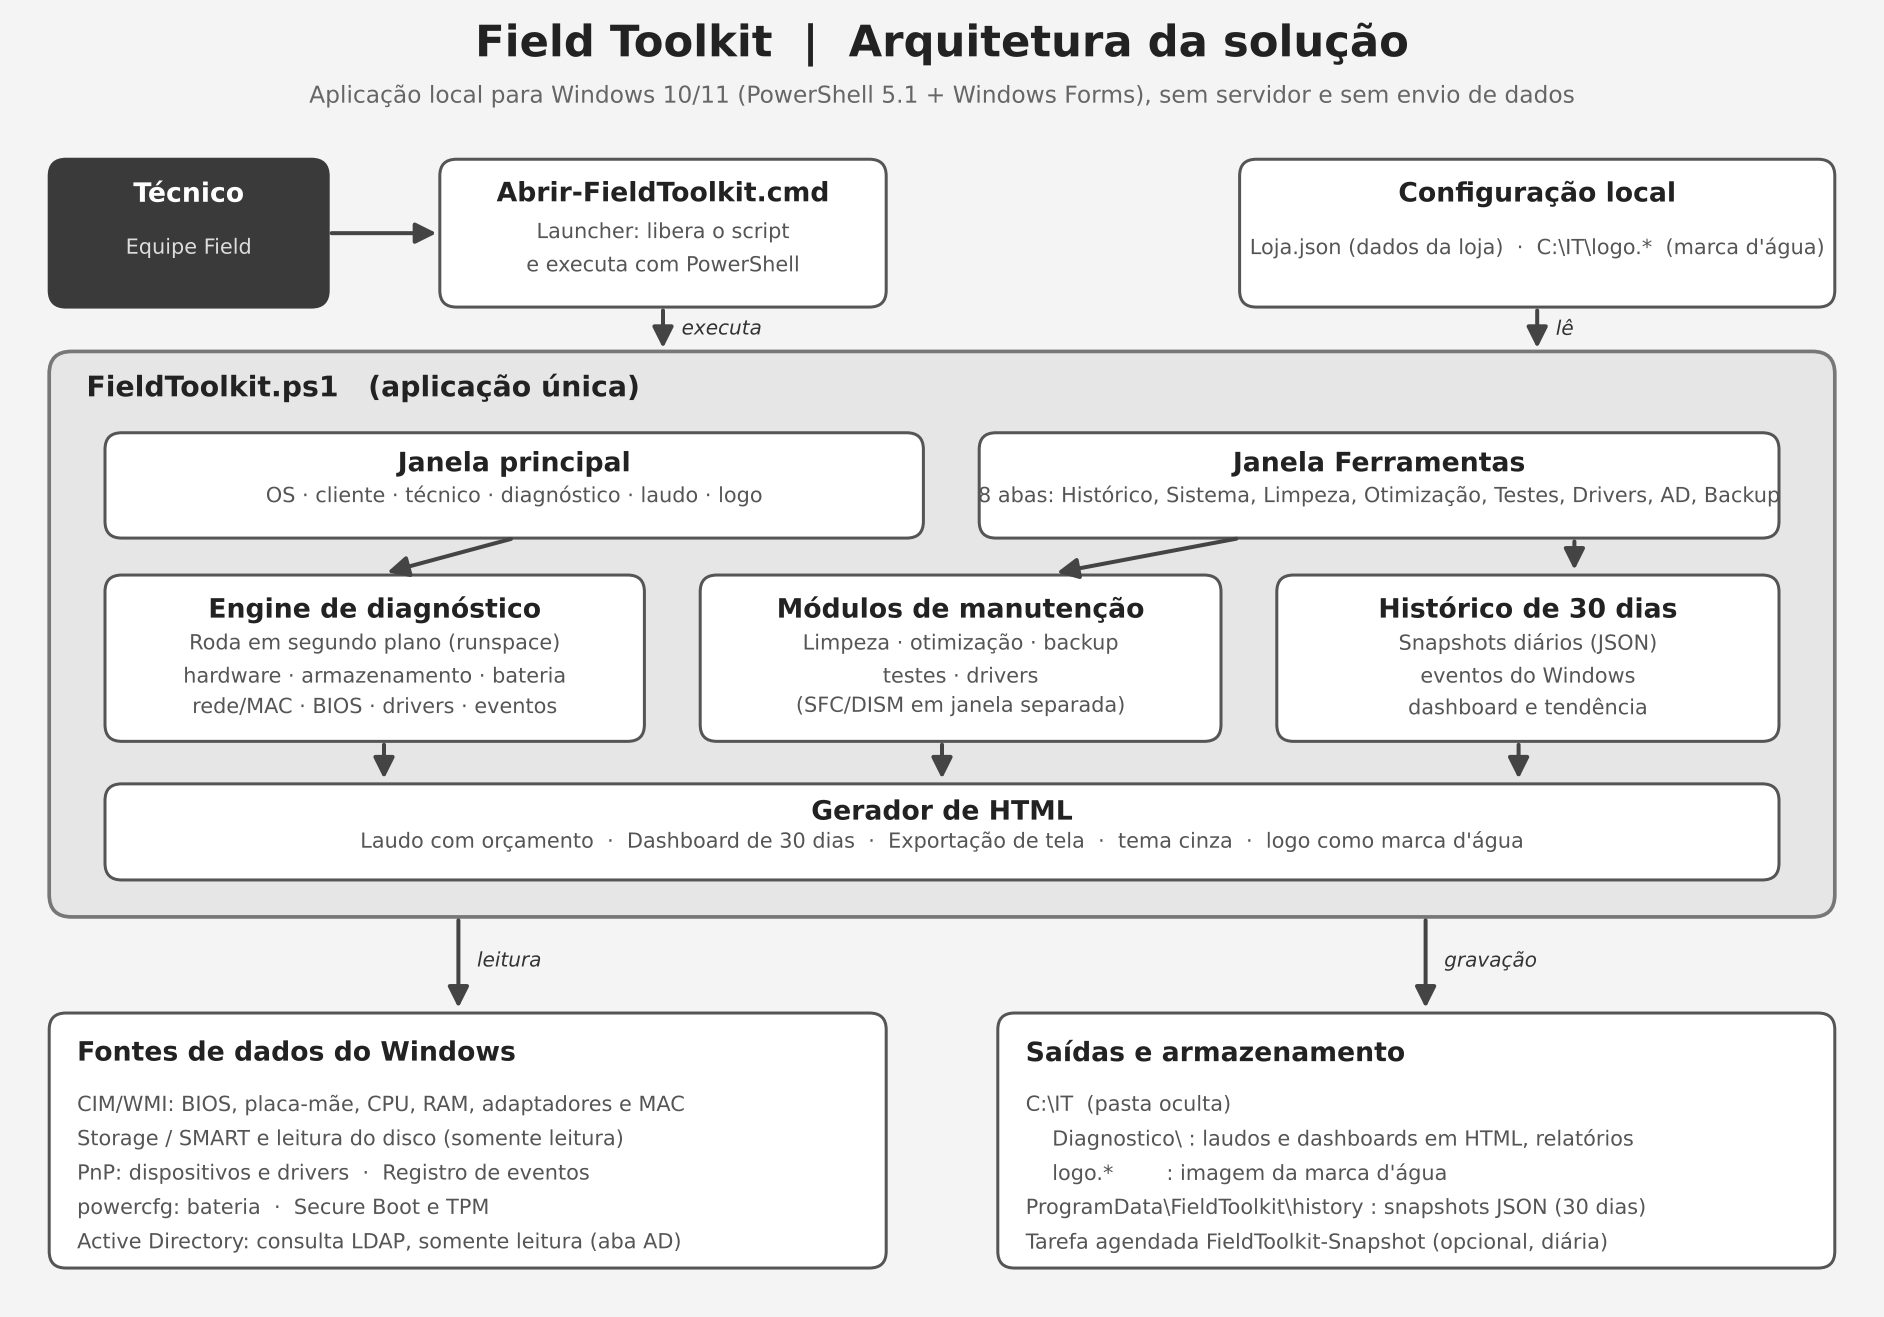 Field Toolkit | Arquitetura da solução
Aplicação local para Windows 10/11 (PowerShell 5.1 + Windows Forms), sem servidor e sem envio de dados
Técnico
Equipe Field
Abrir-FieldToolkit.cmd
Launcher: libera o script
e executa com PowerShell
Configuração local
Loja.json (dados da loja) · C:\IT\logo.* (marca d'água)
executa
lê
FieldToolkit.ps1 (aplicação única)
Janela principal
OS · cliente · técnico · diagnóstico · laudo · logo
Janela Ferramentas
8 abas: Histórico, Sistema, Limpeza, Otimização, Testes, Drivers, AD, Backup
Engine de diagnóstico
Roda em segundo plano (runspace)
hardware · armazenamento · bateria
rede/MAC · BIOS · drivers · eventos
Módulos de manutenção
Limpeza · otimização · backup
testes · drivers
(SFC/DISM em janela separada)
Histórico de 30 dias
Snapshots diários (JSON)
eventos do Windows
dashboard e tendência
Gerador de HTML
Laudo com orçamento · Dashboard de 30 dias · Exportação de tela · tema cinza · logo como marca d'água
leitura
gravação
Fontes de dados do Windows
CIM/WMI: BIOS, placa-mãe, CPU, RAM, adaptadores e MAC
Storage / SMART e leitura do disco (somente leitura)
PnP: dispositivos e drivers · Registro de eventos
powercfg: bateria · Secure Boot e TPM
Active Directory: consulta LDAP, somente leitura (aba AD)
Saídas e armazenamento
C:\IT (pasta oculta)
Diagnostico\ : laudos e dashboards em HTML, relatórios
logo.* : imagem da marca d'água
ProgramData\FieldToolkit\history : snapshots JSON (30 dias)
Tarefa agendada FieldToolkit-Snapshot (opcional, diária)